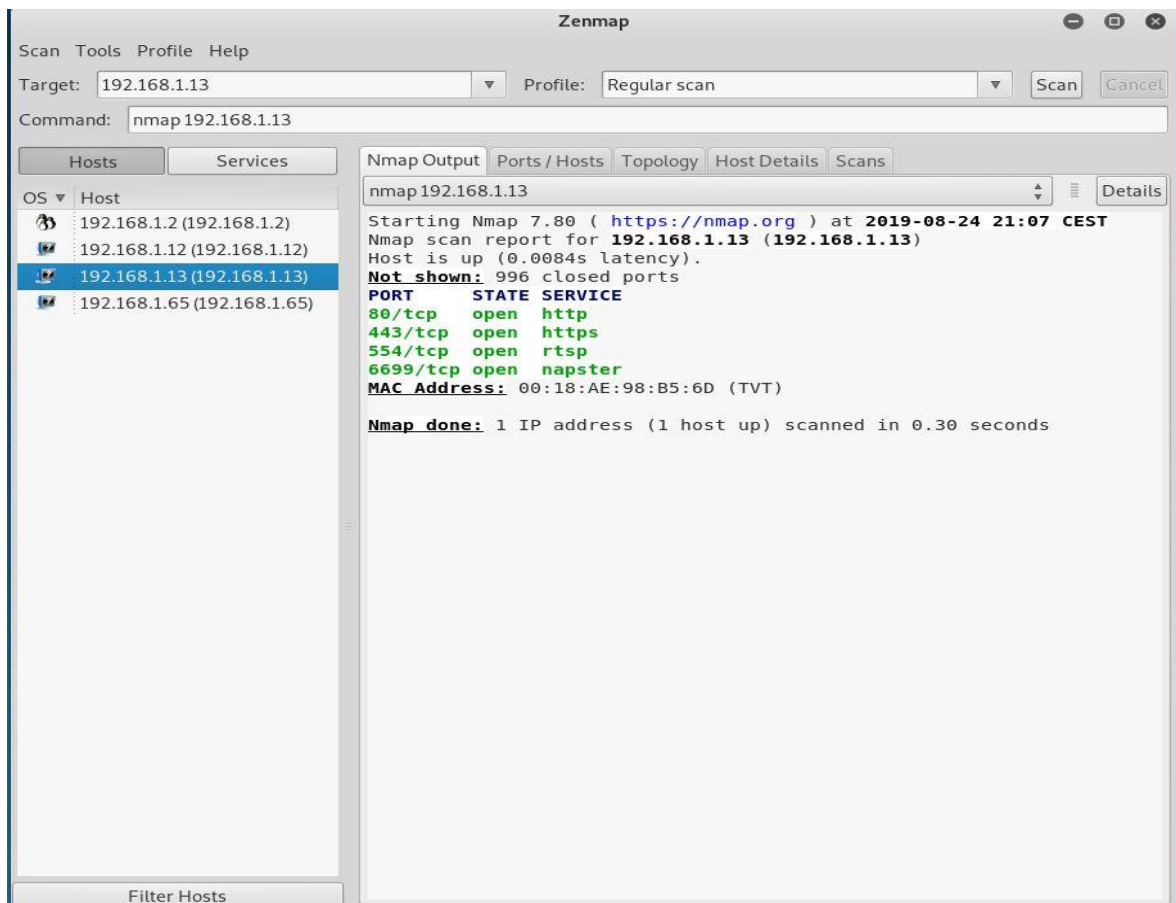 Zenmap
Scan Tools Profile Help
Target: 192.168.1.13 Profile: Regular scan Scan Cancel
Command: nmap 192.168.1.13
Hosts Services
OS Host
192.168.1.2 (192.168.1.2)
192.168.1.12 (192.168.1.12)
192.168.1.13 (192.168.1.13)
192.168.1.65 (192.168.1.65)
Filter Hosts
Nmap Output Ports / Hosts Topology Host Details Scans
nmap 192.168.1.13 Details
Starting Nmap 7.80 ( https://nmap.org ) at 2019-08-24 21:07 CEST
Nmap scan report for 192.168.1.13 (192.168.1.13)
Host is up (0.0084s latency).
Not shown: 996 closed ports
PORT STATE SERVICE
80/tcp open http
443/tcp open https
554/tcp open rtsp
6699/tcp open napster
MAC Address: 00:18:AE:98:B5:6D (TVT)
Nmap done: 1 IP address (1 host up) scanned in 0.30 seconds